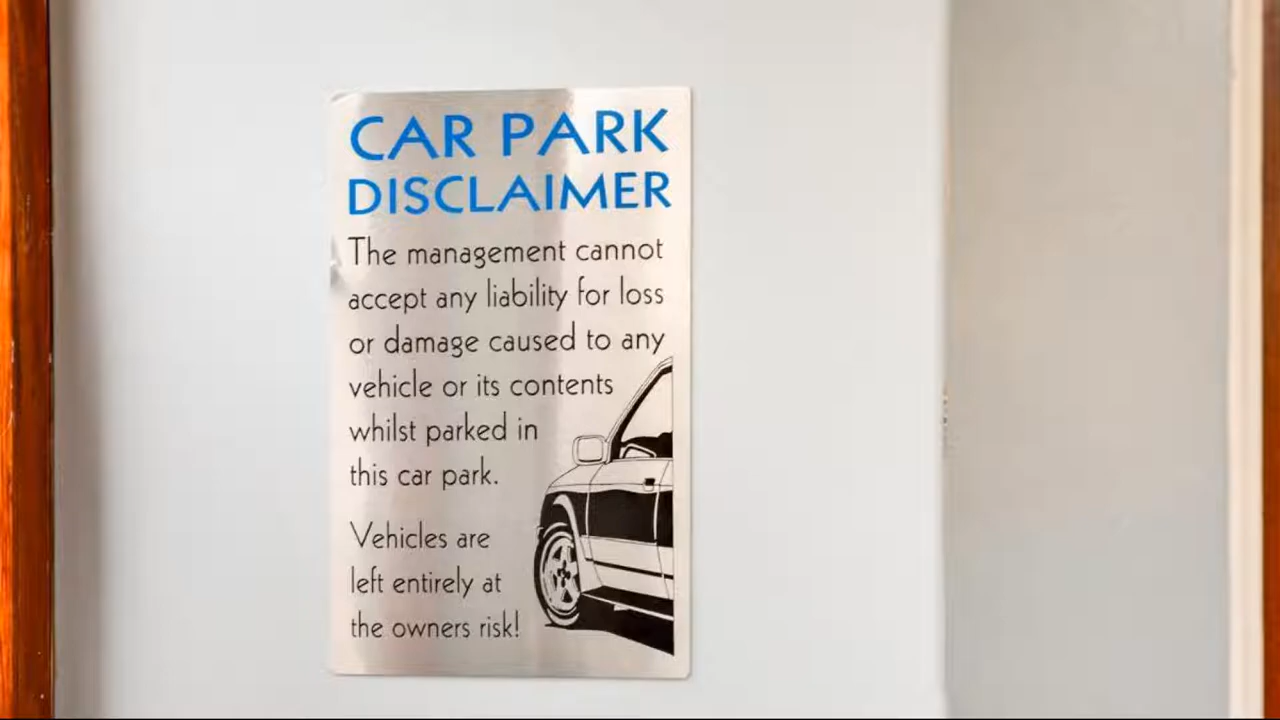 CAR PARK
DISCLAIMER
The management cannot
accept any liability for loss
or damage caused to any
vehicle or its contents
whilst parked in
this car park.
Vehicles are
left entirely at
the owners risk!